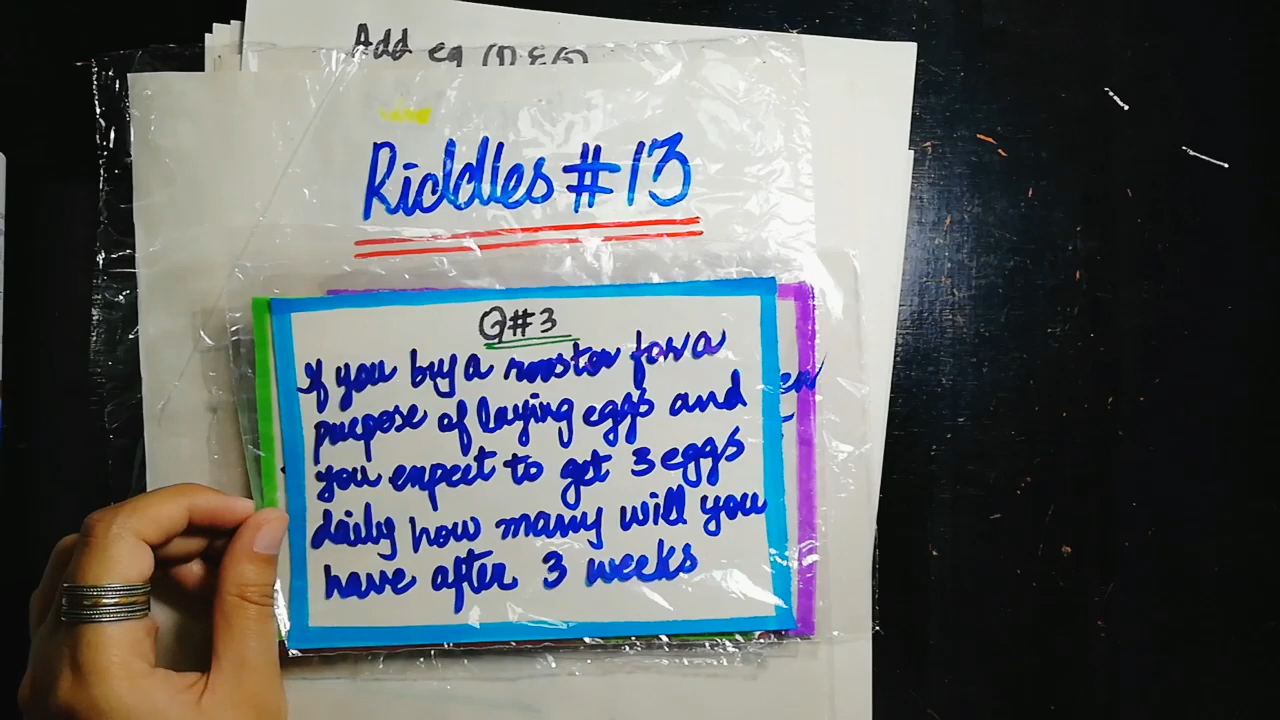 Add eq
Riddles #13
Q#3
If you buy a rooster for a
purpose of laying eggs and
you expect to get 3 eggs
daily how many will you
have after 3 weeks